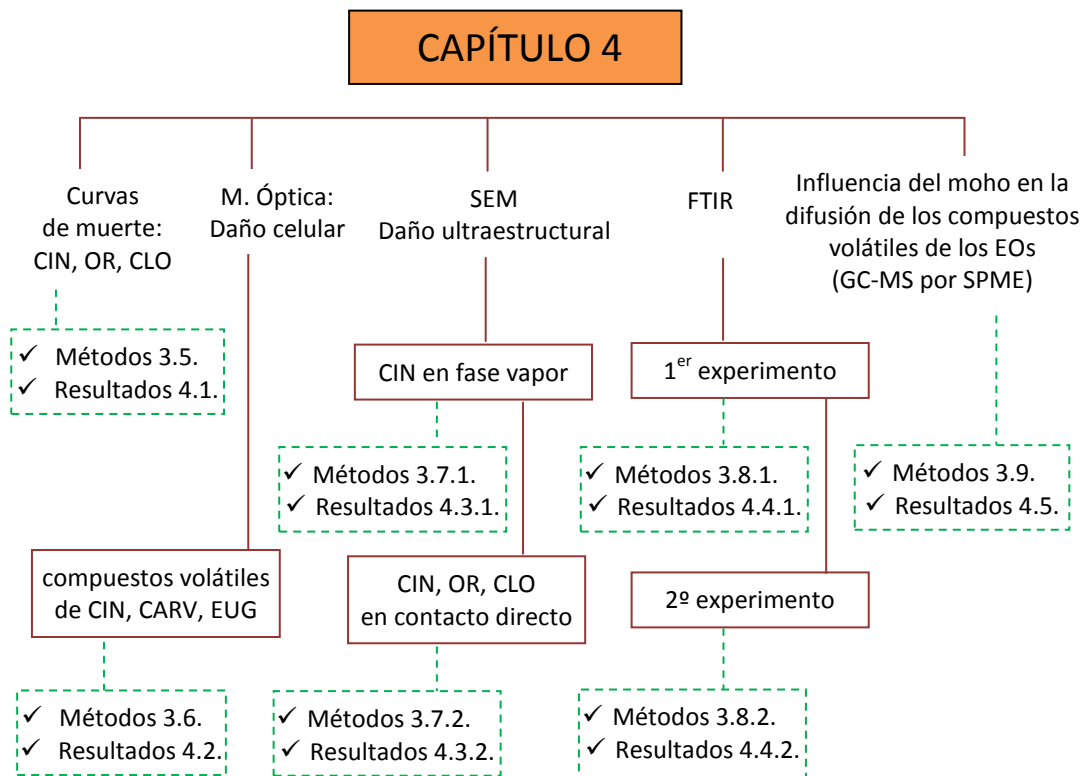 CAPÍTULO 4
Curvas
de muerte:
CIN, OR, CLO
M. Óptica:
Daño celular
SEM
Daño ultraestructural
FTIR
Influencia del moho en la
difusión de los compuestos
volátiles de los EOs
(GC-MS por SPME)
✓ Métodos 3.5.
✓ Resultados 4.1.
CIN en fase vapor
1er experimento
✓ Métodos 3.7.1.
✓ Resultados 4.3.1.
✓ Métodos 3.8.1.
✓ Resultados 4.4.1.
✓ Métodos 3.9.
✓ Resultados 4.5.
compuestos volátiles
de CIN, CARV, EUG
CIN, OR, CLO
en contacto directo
2º experimento
✓ Métodos 3.6.
✓ Resultados 4.2.
✓ Métodos 3.7.2.
✓ Resultados 4.3.2.
✓ Métodos 3.8.2.
✓ Resultados 4.4.2.